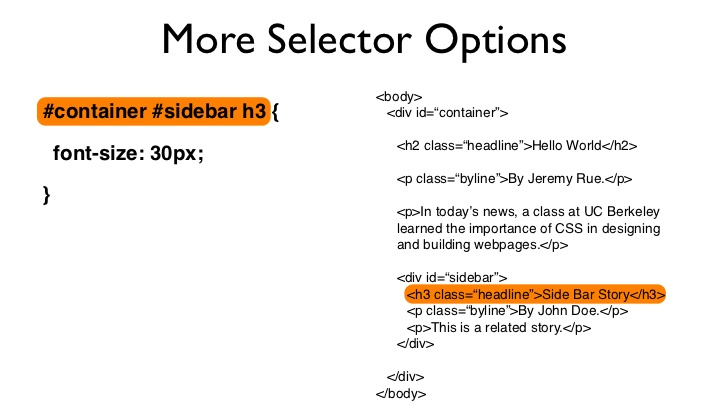 More Selector Options
#container #sidebar h3 {
font-size: 30px;
}
<body>
<div id=“container”>
<h2 class=“headline”>Hello World</h2>
<p class=“byline”>By Jeremy Rue.</p>
<p>In today’s news, a class at UC Berkeley
learned the importance of CSS in designing
and building webpages.</p>
<div id=“sidebar”>
<h3 class=“headline”>Side Bar Story</h3>
<p class=“byline”>By John Doe.</p>
<p>This is a related story.</p>
</div>
</div>
</body>